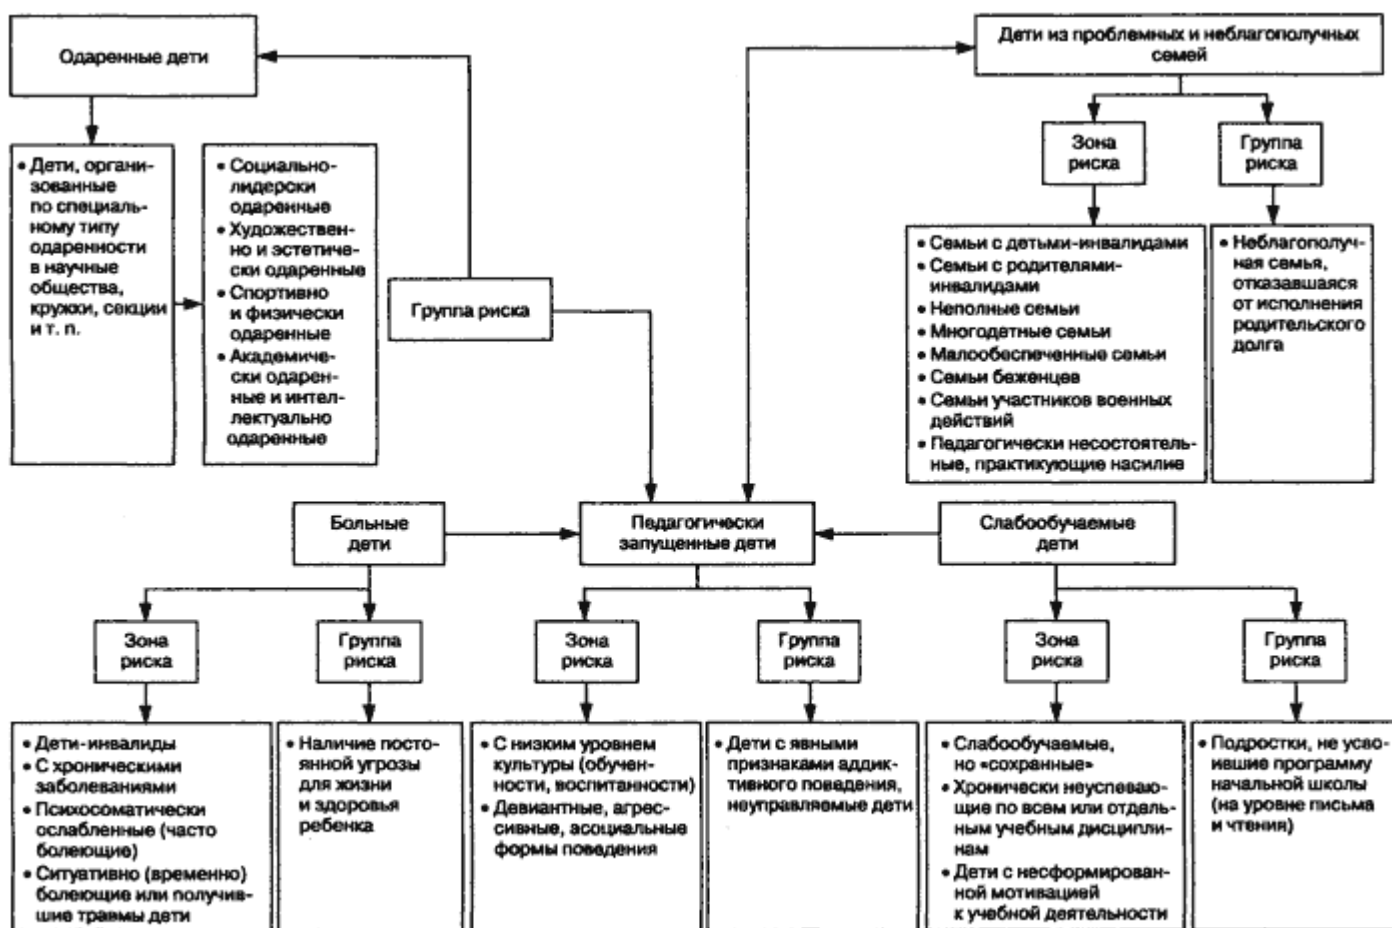 Одаренные дети
Дети из проблемных и неблагополучных
семей
Зона
риска
Группа
риска
• Дети, органи-
зованные
по специаль-
ному типу
одаренности
в научные
общества,
кружки, секции
и т. п.
• Социально-
лидерски
одаренные
• Художествен-
но и эстетиче-
ски одаренные
• Спортивно
и физически
одаренные
• Академиче-
ски одарен-
ные и интел-
лектуально
одаренные
Группа риска
• Семьи с детьми-инвалидами
• Семьи с родителями-
инвалидами
• Неполные семьи
• Многодетные семьи
• Малообеспеченные семьи
• Семьи беженцев
• Семьи участников военных
действий
• Педагогически несостоятель-
ные, практикующие насилие
• Неблагополуч-
ная семья,
отказавшаяся
от исполнения
родительского
долга
Больные
дети
Педагогически
запущенные дети
Слабообучаемые
дети
Зона
риска
Группа
риска
Зона
риска
Группа
риска
Зона
риска
Группа
риска
• Дети-инвалиды
• С хроническими
заболеваниями
• Психосоматически
ослабленные (часто
болеющие)
• Ситуативно (временно)
болеющие или получив-
шие травмы дети
• Наличие посто-
янной угрозы
для жизни
и здоровья
ребенка
• С низким уровнем
культуры (обучен-
ности, воспитанности)
• Девиантные, агрес-
сивные, асоциальные
формы поведения
• Дети с явными
признаками аддик-
тивного поведения,
неуправляемые дети
• Слабообучаемые,
но «сохранные»
• Хронически неуспеваю-
щие по всем или отдель-
ным учебным дисципли-
нам
• Дети с несформирован-
ной мотивацией
к учебной деятельности
• Подростки, не усво-
ившие программу
начальной школы
(на уровне письма
и чтения)